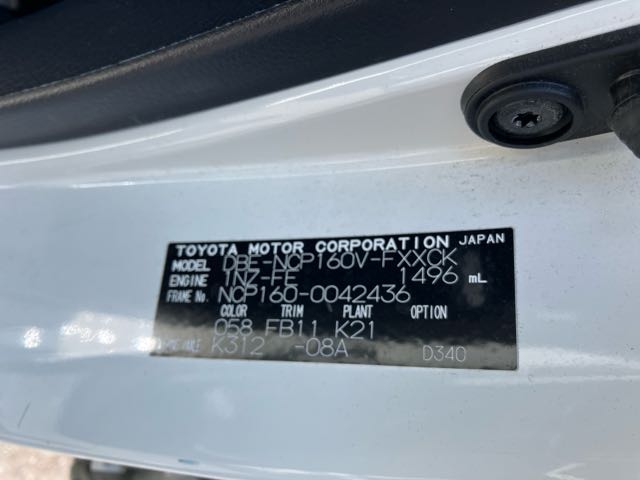 TOYOTA MOTOR CORPORATION JAPAN
MODEL DBE-NCP160V-FXXCK
ENGINE 1NZ-FE 1496 mL
FRAME No. NCP160-0042436
COLOR TRIM PLANT OPTION
058 FB11 K21
K312 -08A D340